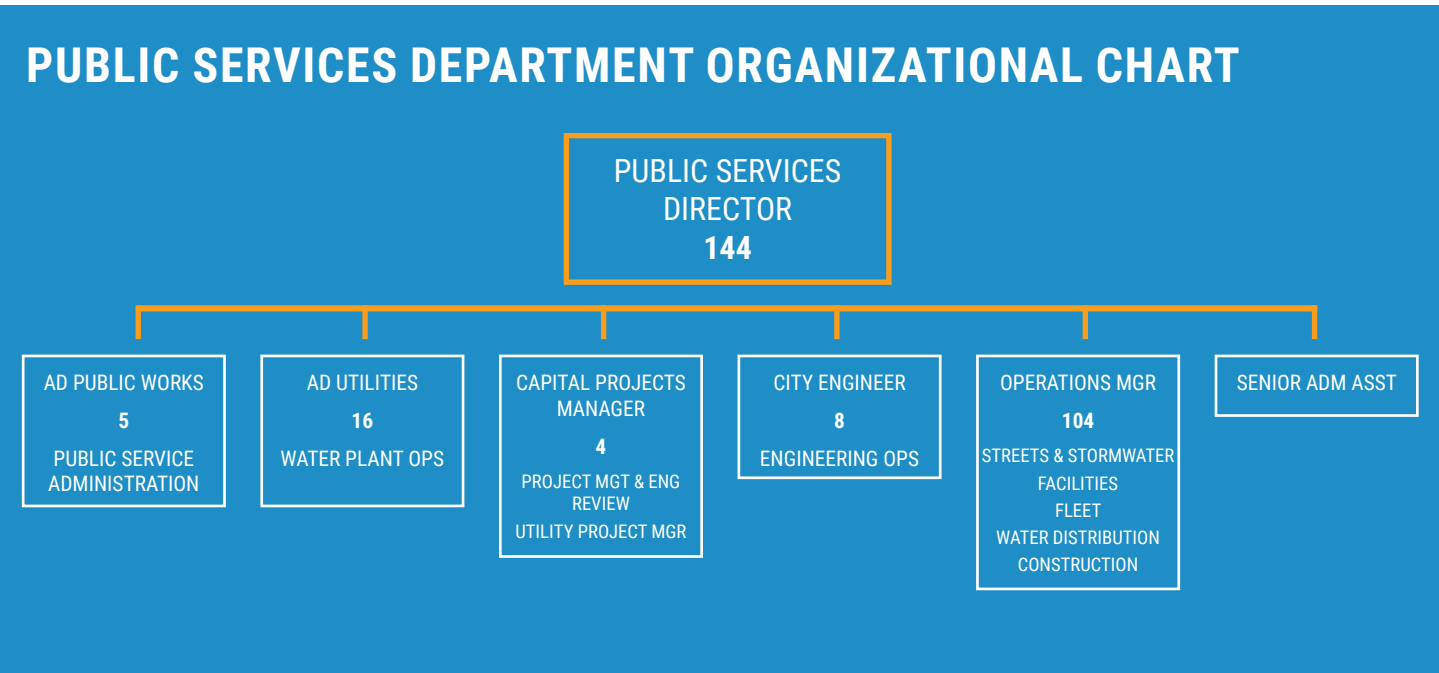 PUBLIC SERVICES DEPARTMENT ORGANIZATIONAL CHART
PUBLIC SERVICES
DIRECTOR
144
AD PUBLIC WORKS
5
PUBLIC SERVICE
ADMINISTRATION
AD UTILITIES
16
WATER PLANT OPS
CAPITAL PROJECTS
MANAGER
4
PROJECT MGT & ENG
REVIEW
UTILITY PROJECT MGR
CITY ENGINEER
8
ENGINEERING OPS
OPERATIONS MGR
104
STREETS & STORMWATER
FACILITIES
FLEET
WATER DISTRIBUTION
CONSTRUCTION
SENIOR ADM ASST